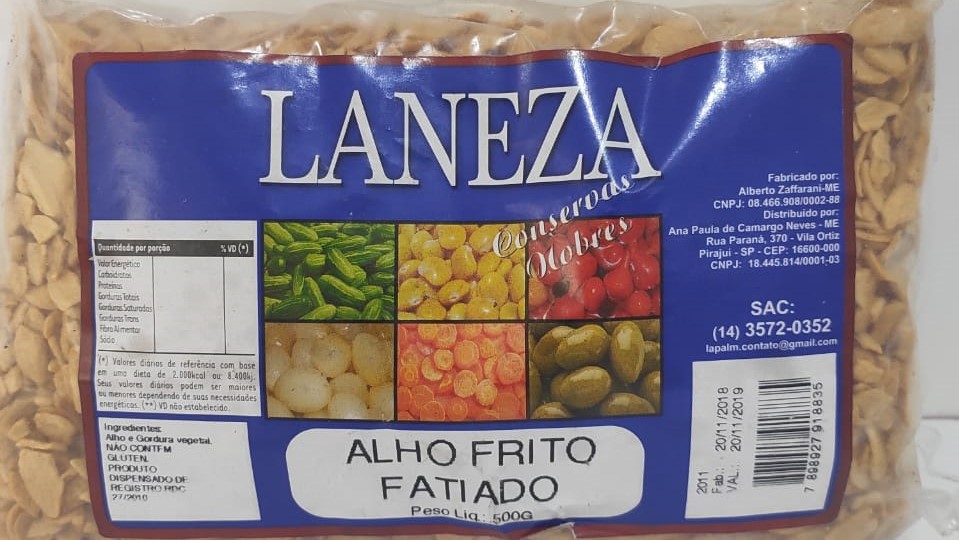 LANEZA
Conservas
Nobres
Fabricado por:
Alberto Zaffarani-ME
CNPJ: 08.466.908/0002-88
Distribuido por:
Ana Paula de Camargo Neves - ME
Rua Paraná, 370 - Vila Ortiz
Pirajui - SP - CEP: 16600-000
CNPJ: 18.445.814/0001-03
SAC:
(14) 3572-0352
lapalm.contato@gmail.com
Quantidade por porção % VD (*)
Valor Energético
Carboidratos
Proteínas
Gorduras Totais
Gorduras Saturadas
Gorduras Trans
Fibra Alimentar
Sódio
(*) Valores diários de referência com base
em uma dieta de 2.000kcal ou 8.400kj.
Seus valores diários podem ser maiores
ou menores dependendo de suas necessidades
energéticas. (**) VD não estabelecido.
Ingredientes:
Alho e Gordura vegetal.
NÃO CONTEM
GLUTEN.
PRODUTO
DISPENSADO DE
REGISTRO RDC
27/2010
ALHO FRITO
FATIADO
Peso Liq.: 500G
2011
Fab.: 20/11/2018
VAL.: 20/11/2019
7 898927 918835